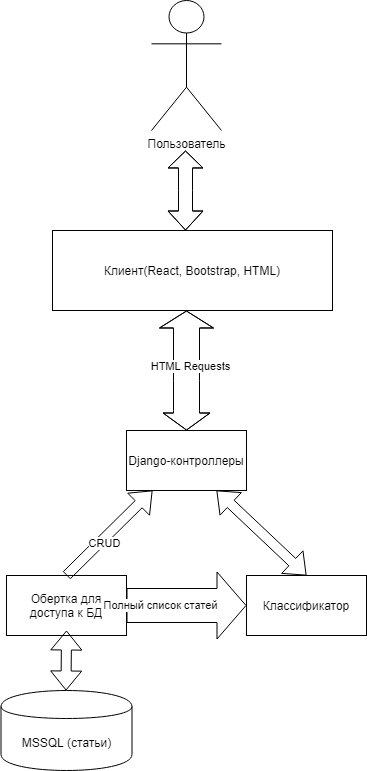 Пользователь
Клиент(React, Bootstrap, HTML)
HTML Requests
Django-контроллеры
CRUD
Обертка для
доступа к БД
Полный список статей
Классификатор
MSSQL (статьи)